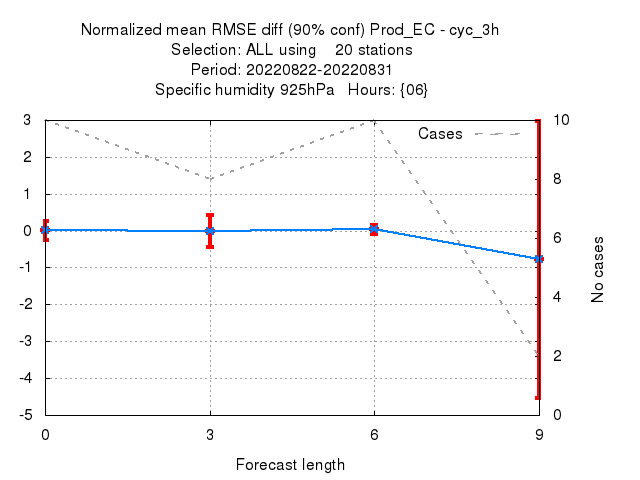 Normalized mean RMSE diff (90% conf) Prod_EC - cyc_3h
Selection: ALL using    20 stations
Period: 20220822-20220831
Specific humidity 925hPa   Hours: {06}
Cases
3
2
1
0
-1
-2
-3
-4
-5
10
8
6
4
2
0
No cases
0 3 6 9
Forecast length